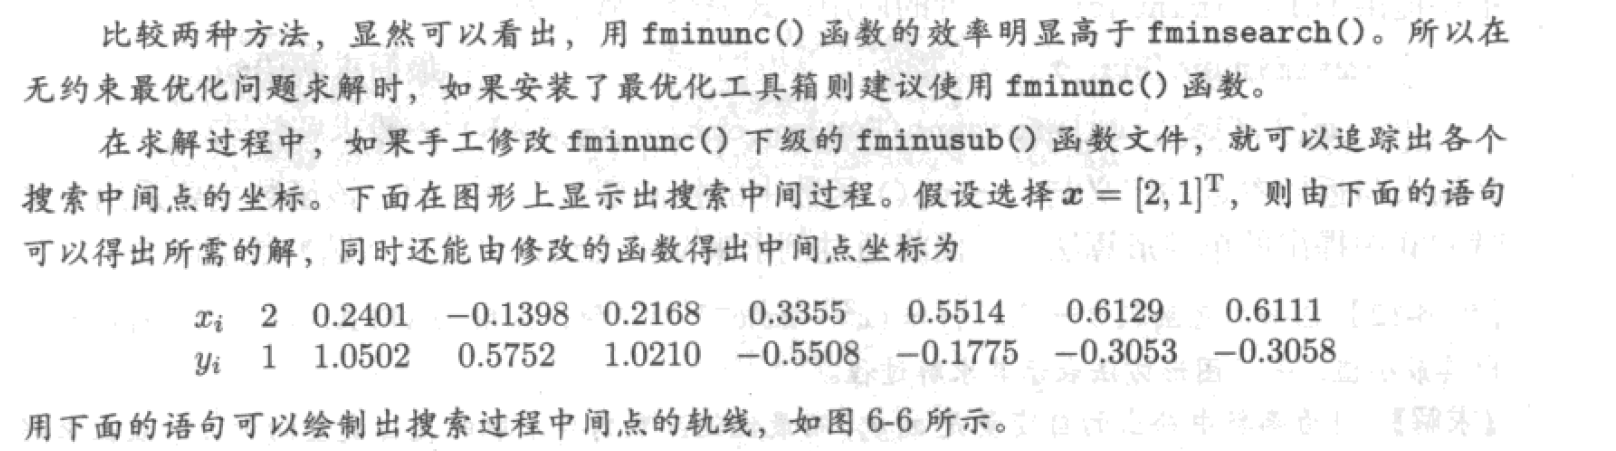 比较两种方法，显然可以看出，用 fminunc() 函数的效率明显高于 fminsearch()。所以在
无约束最优化问题求解时，如果安装了最优化工具箱则建议使用 fminunc() 函数。
在求解过程中，如果手工修改 fminunc() 下级的 fminusub() 函数文件，就可以追踪出各个
搜索中间点的坐标。下面在图形上显示出搜索中间过程。假设选择 x = [2,1]ᵀ，则由下面的语句
可以得出所需的解，同时还能由修改的函数得出中间点坐标为
xᵢ 2 0.2401 −0.1398 0.2168 0.3355 0.5514 0.6129 0.6111
yᵢ 1 1.0502 0.5752 1.0210 −0.5508 −0.1775 −0.3053 −0.3058
用下面的语句可以绘制出搜索过程中间点的轨线，如图 6-6 所示。